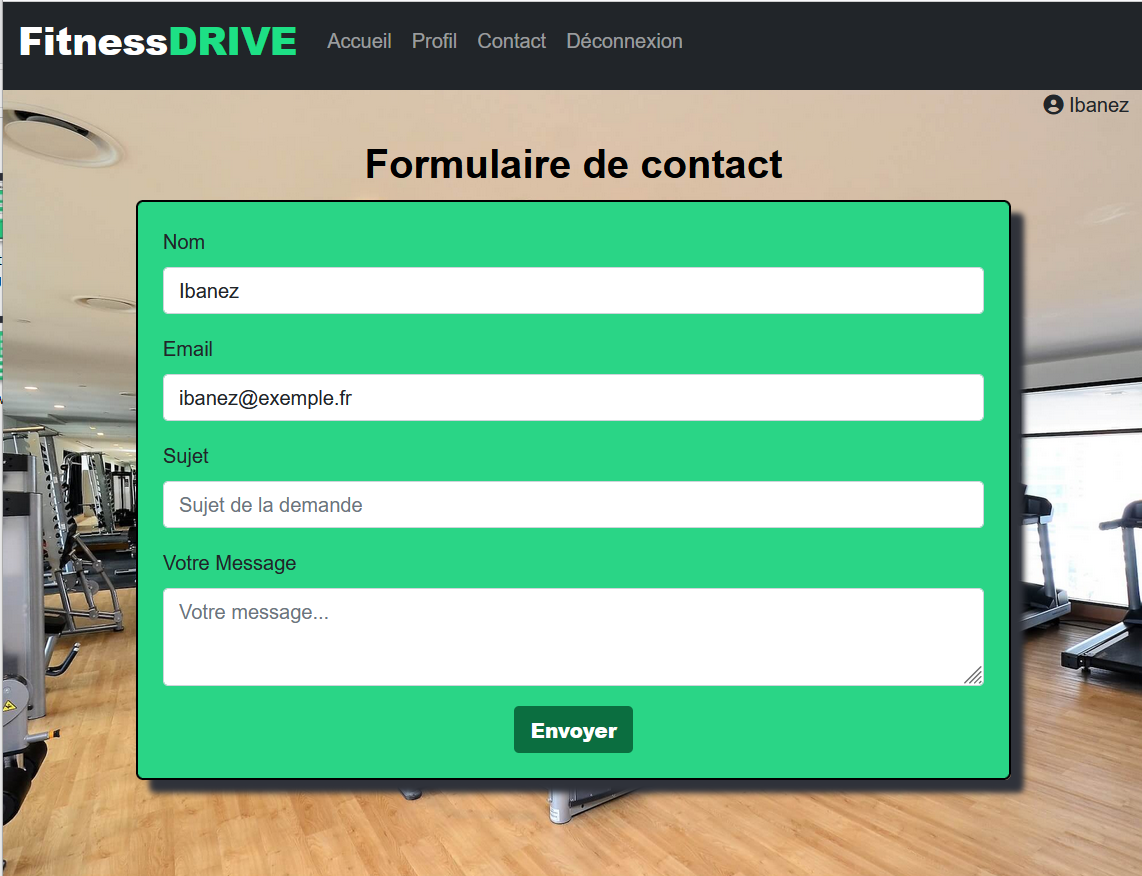 FitnessDRIVE Accueil Profil Contact Déconnexion
Ibanez
Formulaire de contact
Nom
Ibanez
Email
ibanez@exemple.fr
Sujet
Sujet de la demande
Votre Message
Votre message...
Envoyer